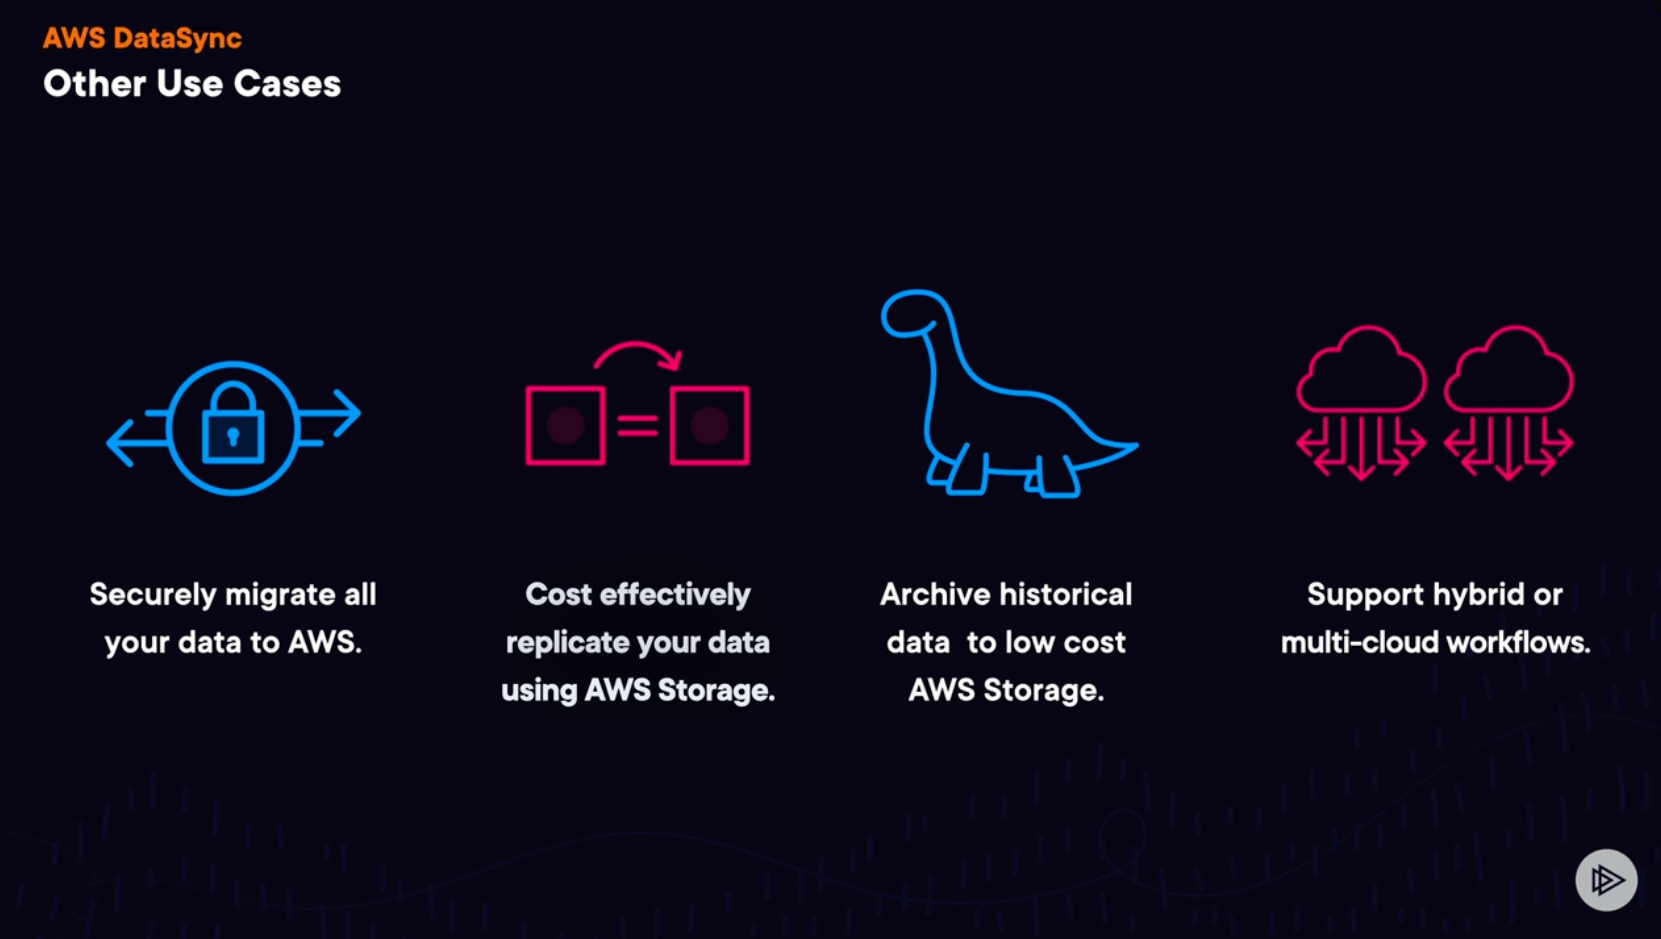 AWS DataSync
Other Use Cases
Securely migrate all
your data to AWS.
Cost effectively
replicate your data
using AWS Storage.
Archive historical
data  to low cost
AWS Storage.
Support hybrid or
multi-cloud workflows.